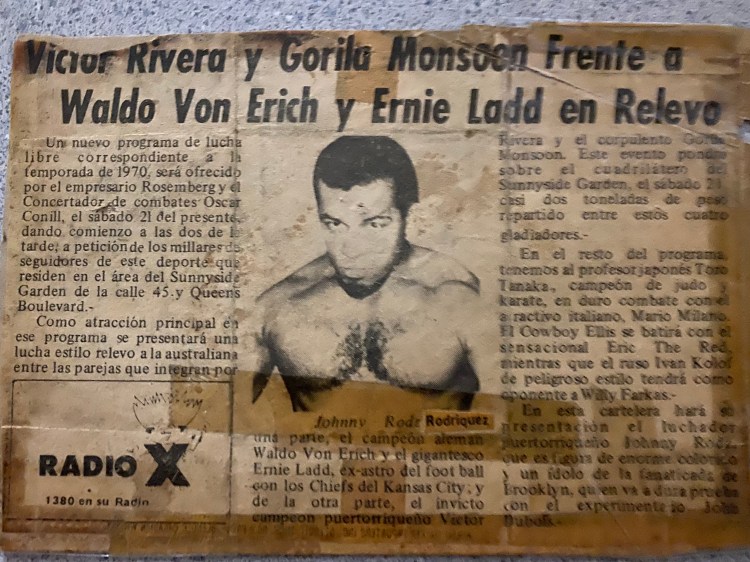 Victor Rivera y Gorila Monsoon Frente a
Waldo Von Erich y Ernie Ladd en Relevo
Un nuevo programa de lucha
libre correspondiente a la
temporada de 1970, será ofrecido
por el empresario Rosemberg y el
Concertador de combates Oscar
Conill, el sábado 21 del presente,
dando comienzo a las dos de la
tarde, a petición de los millares de
seguidores de este deporte que
residen en el área del Sunnyside
Garden de la calle 45 y Queens
Boulevard.-
Como atracción principal en
ese programa se presentará una
lucha estilo relevo a la australiana
entre las parejas que integran por
RADIO X
1380 en su Radio
Johnny Rodz Rodriquez
una parte, el campeón alemán
Waldo Von Erich y el gigantesco
Ernie Ladd, ex-astro del foot ball
con los Chiefs del Kansas City; y
de la otra parte, el invicto
campeón puertorriqueño Víctor
Rivera y el corpulento Gorila
Monsoon. Este evento pondrá
sobre el cuadrilátero del
Sunnyside Garden, el sábado 21,
casi dos toneladas de peso
repartido entre estos cuatro
gladiadores.-
En el resto del programa
tenemos al profesor japonés Toro
Tanaka, campeón de judo y
karate, en duro combate con el
a ractivo italiano, Mario Milano.
El Cowboy Ellis se batirá con el
sensacional Eric The Red,
mientras que el ruso Ivan Kolof
de peligroso estilo tendrá como
oponente a Willy Farkas.-
En esta cartelera hará su
presentación el luchador
puertorriqueño Johnny Rodz,
que es figura de enorme colorido
y un ídolo de la fanaticada de
Brooklyn, quien va a dura prueba
con el experimentado John